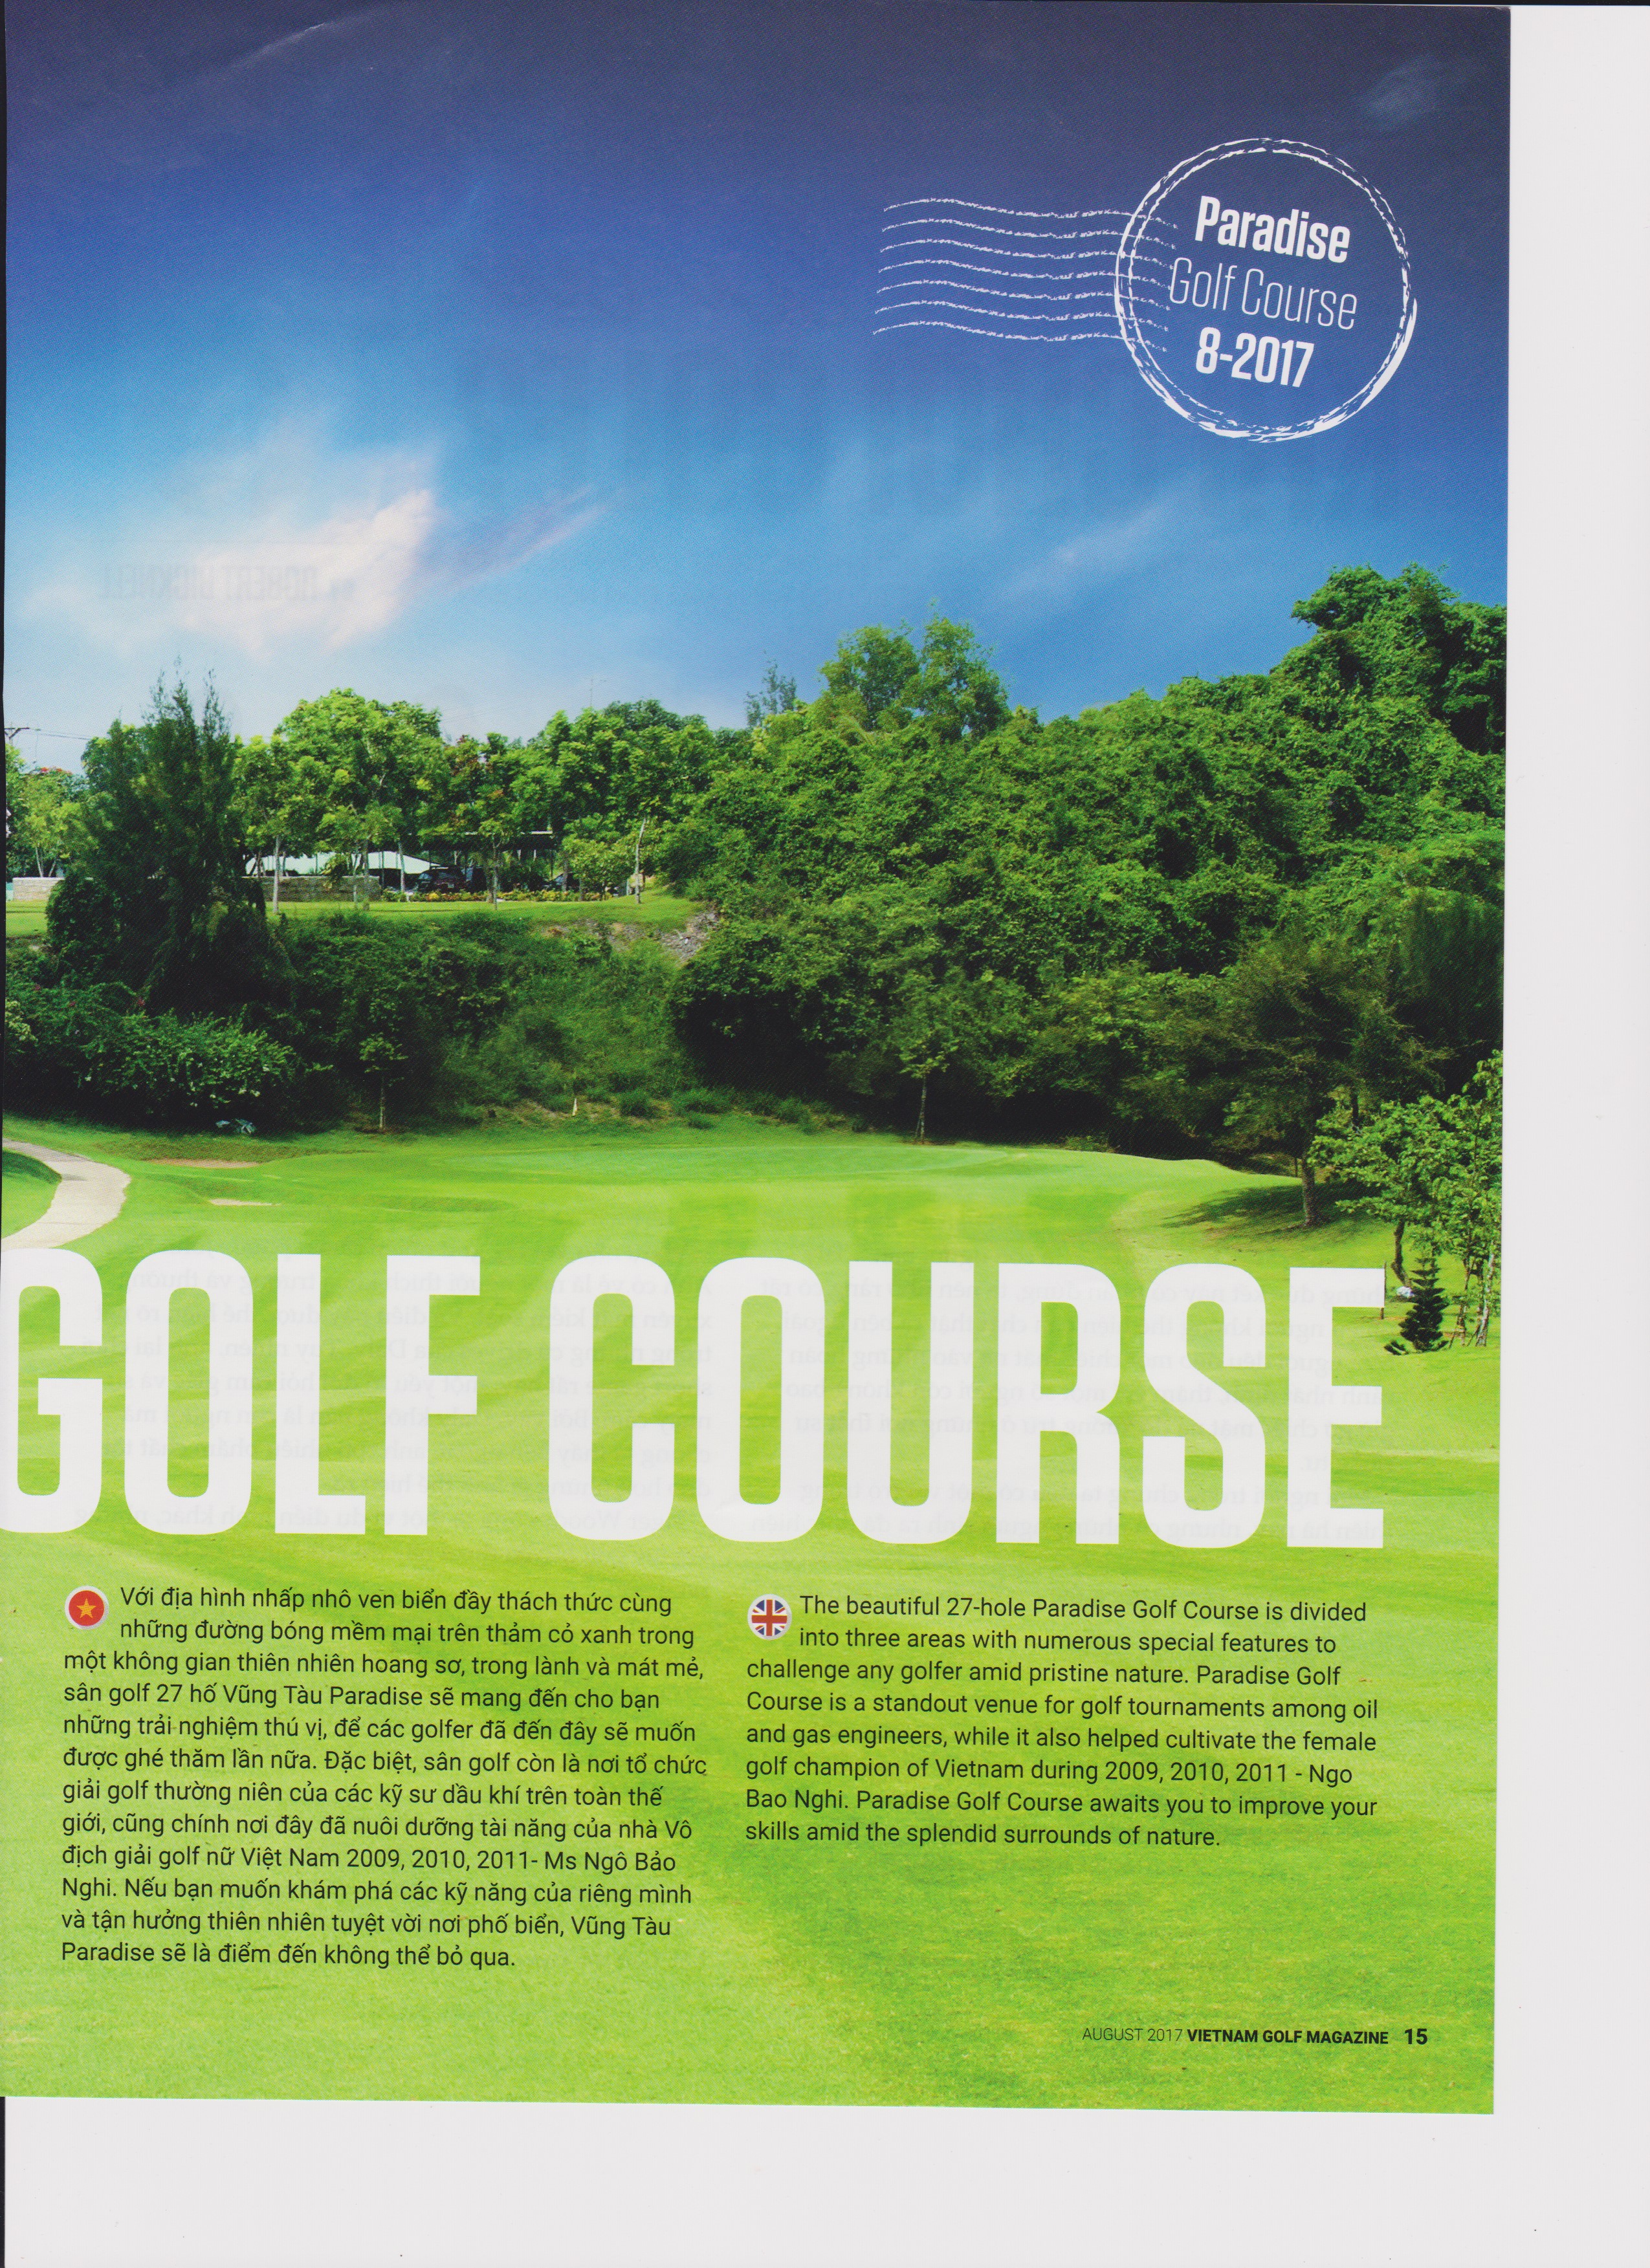 Paradise
Golf Course
8-2017
GOLF COURSE
Với địa hình nhấp nhô ven biển đầy thách thức cùng
những đường bóng mềm mại trên thảm cỏ xanh trong
một không gian thiên nhiên hoang sơ, trong lành và mát mẻ,
sân golf 27 hố Vũng Tàu Paradise sẽ mang đến cho bạn
những trải nghiệm thú vị, để các golfer đã đến đây sẽ muốn
được ghé thăm lần nữa. Đặc biệt, sân golf còn là nơi tổ chức
giải golf thường niên của các kỹ sư dầu khí trên toàn thế
giới, cũng chính nơi đây đã nuôi dưỡng tài năng của nhà Vô
địch giải golf nữ Việt Nam 2009, 2010, 2011- Ms Ngô Bảo
Nghi. Nếu bạn muốn khám phá các kỹ năng của riêng mình
và tận hưởng thiên nhiên tuyệt vời nơi phố biển, Vũng Tàu
Paradise sẽ là điểm đến không thể bỏ qua.
The beautiful 27-hole Paradise Golf Course is divided
into three areas with numerous special features to
challenge any golfer amid pristine nature. Paradise Golf
Course is a standout venue for golf tournaments among oil
and gas engineers, while it also helped cultivate the female
golf champion of Vietnam during 2009, 2010, 2011 - Ngo
Bao Nghi. Paradise Golf Course awaits you to improve your
skills amid the splendid surrounds of nature.
AUGUST 2017 VIETNAM GOLF MAGAZINE 15